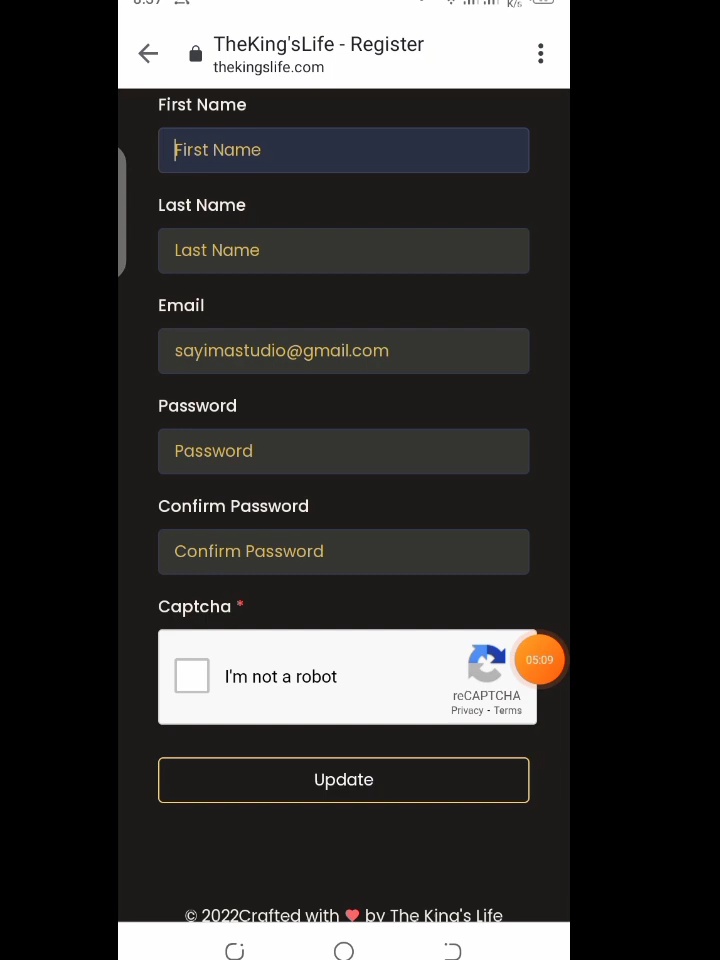 TheKing'sLife - Register
thekingslife.com
First Name
First Name
Last Name
Last Name
Email
sayimastudio@gmail.com
Password
Password
Confirm Password
Confirm Password
Captcha *
I'm not a robot
reCAPTCHA
Privacy - Terms
05:09
Update
© 2022Crafted with ❤ by The King's Life